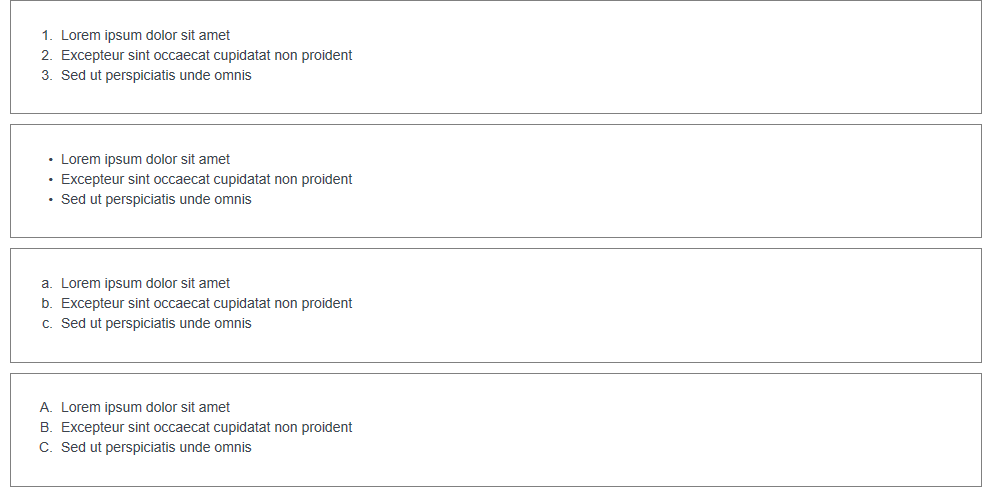 1. Lorem ipsum dolor sit amet
2. Excepteur sint occaecat cupidatat non proident
3. Sed ut perspiciatis unde omnis
• Lorem ipsum dolor sit amet
• Excepteur sint occaecat cupidatat non proident
• Sed ut perspiciatis unde omnis
a. Lorem ipsum dolor sit amet
b. Excepteur sint occaecat cupidatat non proident
c. Sed ut perspiciatis unde omnis
A. Lorem ipsum dolor sit amet
B. Excepteur sint occaecat cupidatat non proident
C. Sed ut perspiciatis unde omnis